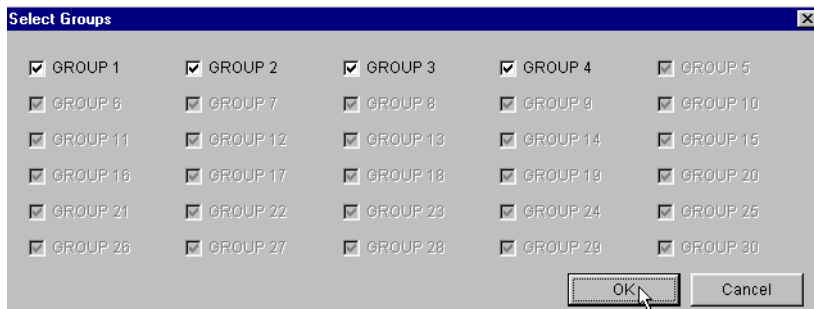 Select Groups
GROUP 1 GROUP 2 GROUP 3 GROUP 4 GROUP 5
GROUP 6 GROUP 7 GROUP 8 GROUP 9 GROUP 10
GROUP 11 GROUP 12 GROUP 13 GROUP 14 GROUP 15
GROUP 16 GROUP 17 GROUP 18 GROUP 19 GROUP 20
GROUP 21 GROUP 22 GROUP 23 GROUP 24 GROUP 25
GROUP 26 GROUP 27 GROUP 28 GROUP 29 GROUP 30
OK Cancel